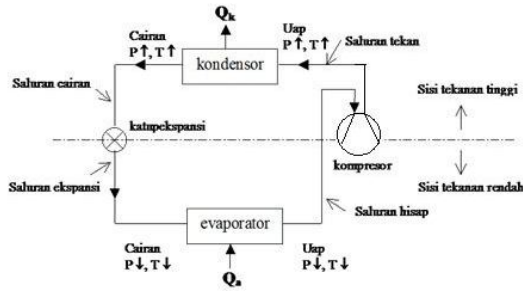 Qk
Cairan
P↑, T↑
Uap
P↑, T↑
Saluran tekan
kondensor
Saluran cairan
Sisi tekanan tinggi
katupekspansi
kompresor
Saluran ekspansi
Sisi tekanan rendah
evaporator
Saluran hisap
Cairan
P↓, T↓
Uap
P↓, T↓
Qa